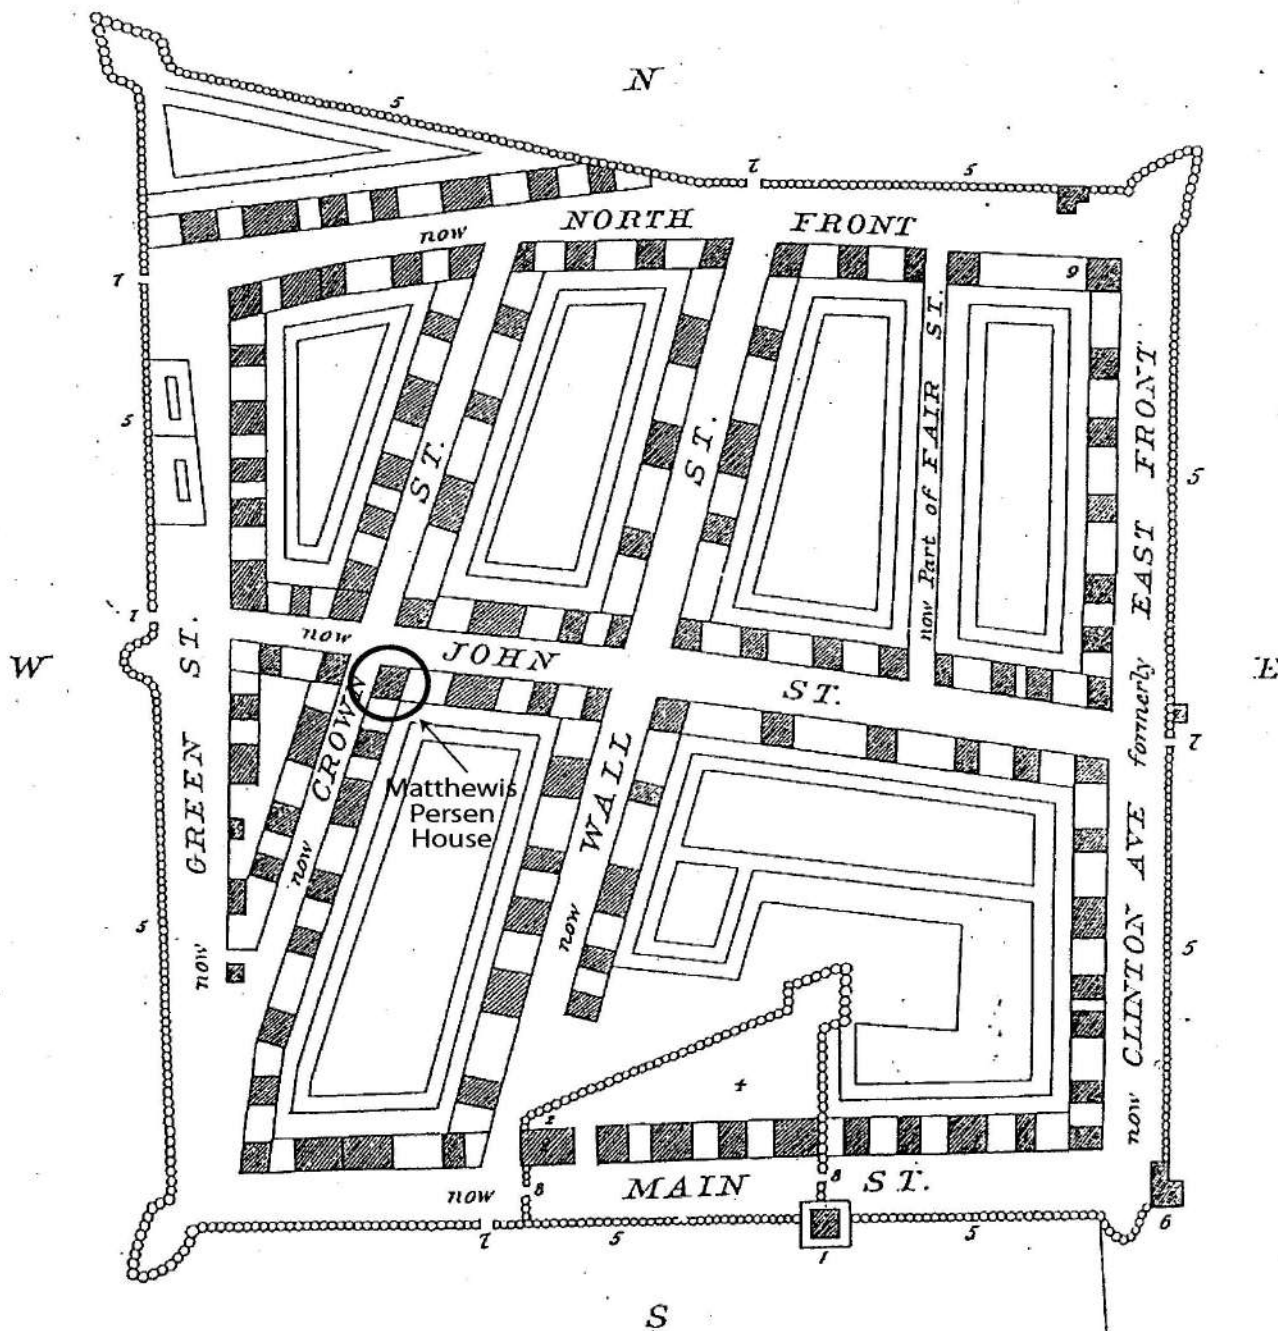 N
5
7
5
now
NORTH FRONT
7
9
now Part of FAIR ST.
ST.
ST.
5
5
now CLINTON AVE formerly EAST FRONT
7
W
E
now GREEN ST.
now
JOHN ST.
7
now CROWN
Matthewis
Persen
House
now WALL
5
5
4
2
8
now MAIN ST.
8
6
7
5
1
5
S